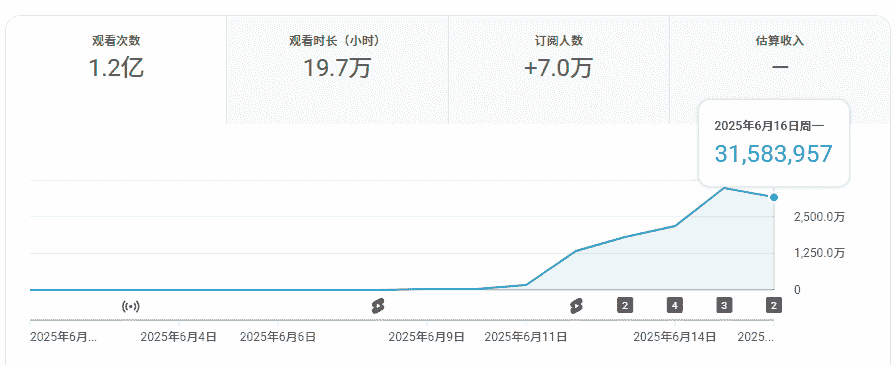 观看次数
1.2亿
观看时长（小时）
19.7万
订阅人数
+7.0万
估算收入
—
2025年6月16日周一
31,583,957
2,500.0万
1,250.0万
0
2 4 3 2
2025年6月... 2025年6月4日 2025年6月6日 2025年6月9日 2025年6月11日 2025年6月14日 2025...